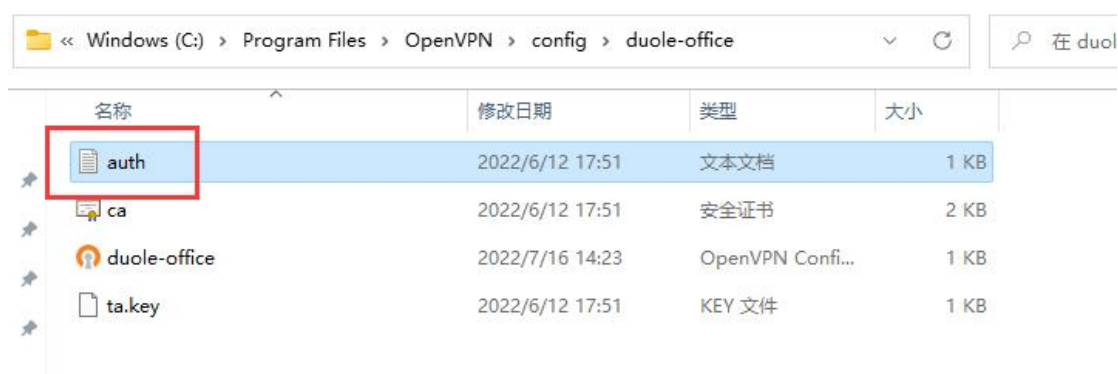 « Windows (C:) › Program Files › OpenVPN › config › duole-office 在 duol
名称 修改日期 类型 大小
auth 2022/6/12 17:51 文本文档 1 KB
ca 2022/6/12 17:51 安全证书 2 KB
duole-office 2022/7/16 14:23 OpenVPN Confi... 1 KB
ta.key 2022/6/12 17:51 KEY 文件 1 KB